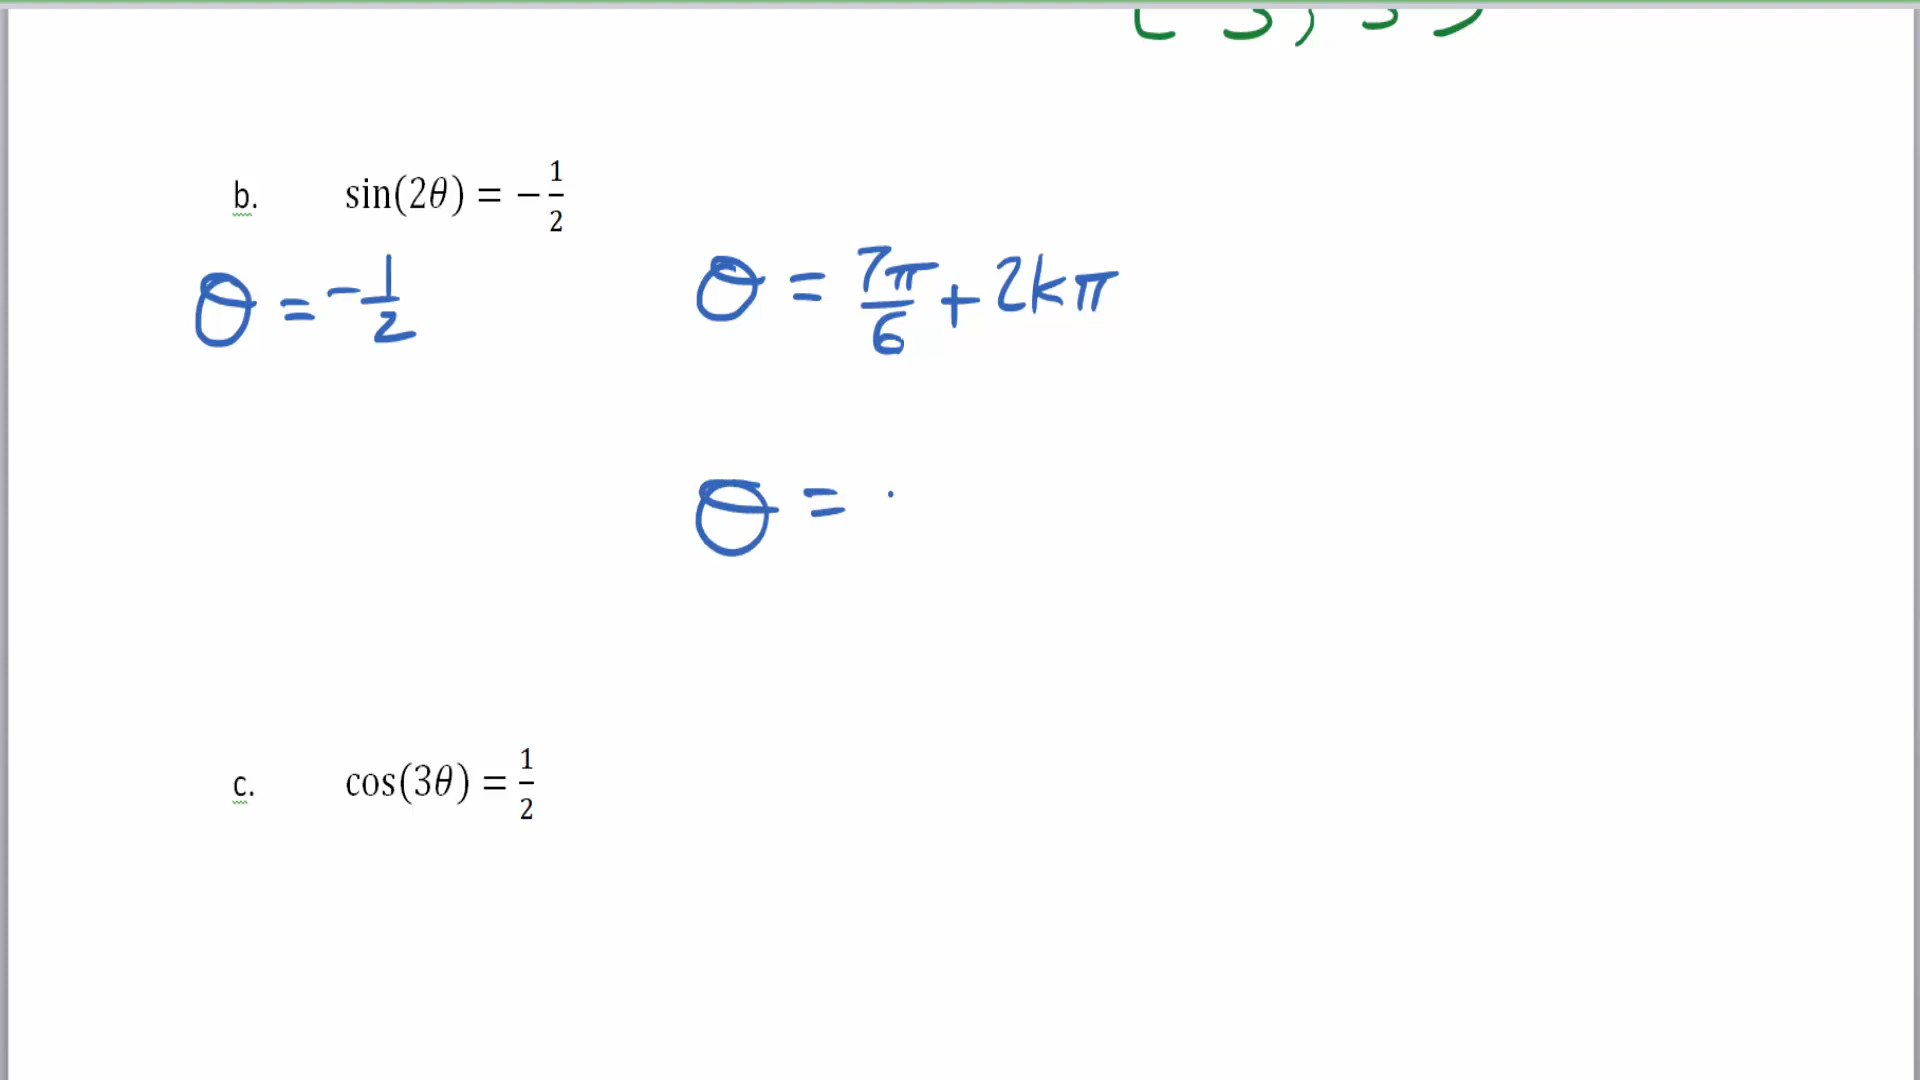 b. sin(2θ) = -1/2
θ = -1/2 θ = 7π/6 + 2kπ
θ =
c. cos(3θ) = 1/2